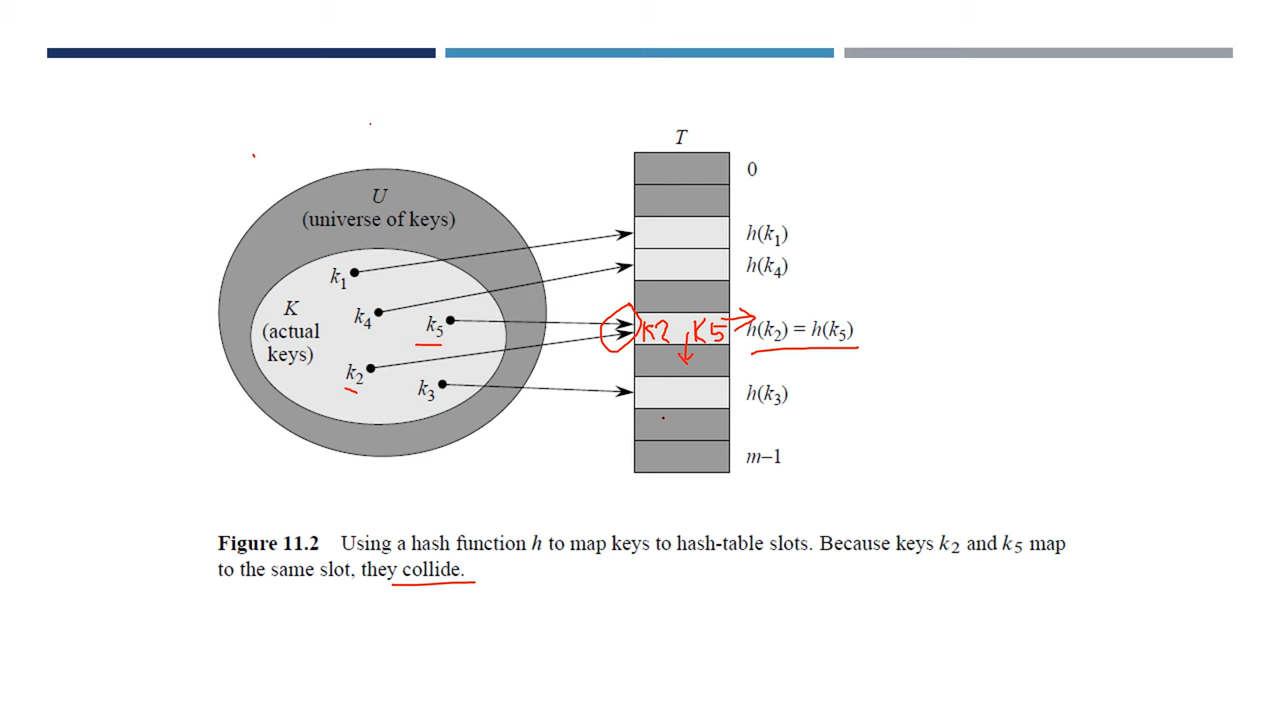 T
0
U
(universe of keys)
h(k1)
k1
h(k4)
K
(actual
keys)
k4
k5
K2 K5
h(k2) = h(k5)
k2
k3
h(k3)
m–1
Figure 11.2 Using a hash function h to map keys to hash-table slots. Because keys k2 and k5 map
to the same slot, they collide.